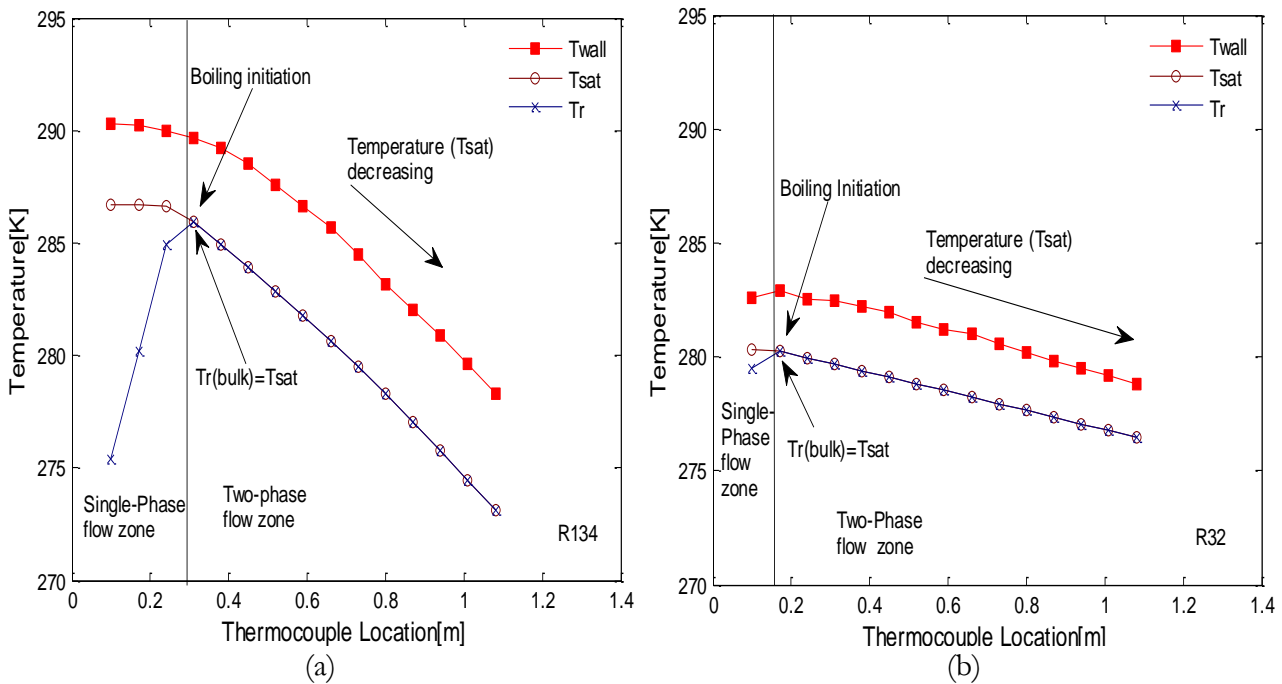 295
290
285
280
275
270
0
0.2
0.4
0.6
0.8
1
1.2
1.4
Temperature[K]
Thermocouple Location[m]
Twall
Tsat
Tr
Boiling initiation
Temperature (Tsat)
decreasing
Tr(bulk)=Tsat
Single-Phase
flow zone
Two-phase
flow zone
R134
(a)
295
290
285
280
275
270
0
0.2
0.4
0.6
0.8
1
1.2
1.4
Temperature[K]
Thermocouple Location[m]
Twall
Tsat
Tr
Boiling Initiation
Temperature (Tsat)
decreasing
Single-
Phase
flow
zone
Tr(bulk)=Tsat
Two-Phase
flow zone
R32
(b)